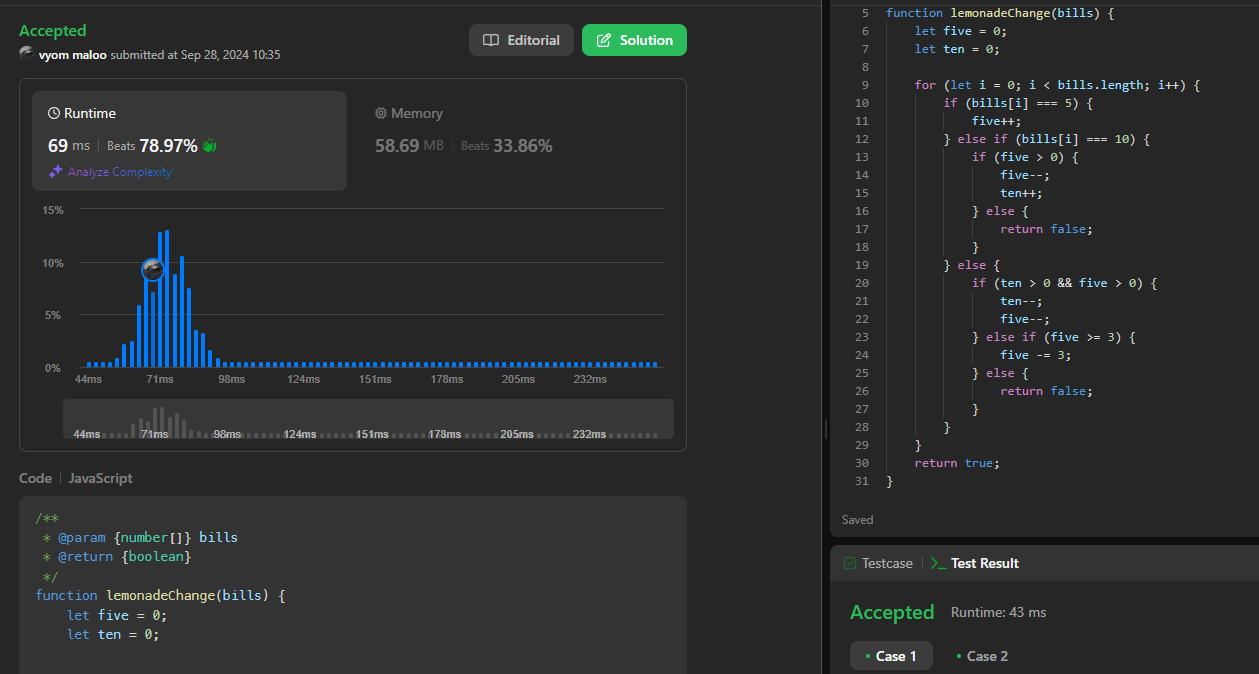 Accepted
vyom maloo submitted at Sep 28, 2024 10:35
Editorial
Solution
Runtime
69 ms | Beats 78.97%
Analyze Complexity
Memory
58.69 MB | Beats 33.86%
15%
10%
5%
0%
44ms 71ms 98ms 124ms 151ms 178ms 205ms 232ms
44ms 71ms 98ms 124ms 151ms 178ms 205ms 232ms
Code | JavaScript
/**
 * @param {number[]} bills
 * @return {boolean}
 */
function lemonadeChange(bills) {
    let five = 0;
    let ten = 0;
5 function lemonadeChange(bills) {
6     let five = 0;
7     let ten = 0;
8
9     for (let i = 0; i < bills.length; i++) {
10         if (bills[i] === 5) {
11             five++;
12         } else if (bills[i] === 10) {
13             if (five > 0) {
14                 five--;
15                 ten++;
16             } else {
17                 return false;
18             }
19         } else {
20             if (ten > 0 && five > 0) {
21                 ten--;
22                 five--;
23             } else if (five >= 3) {
24                 five -= 3;
25             } else {
26                 return false;
27             }
28         }
29     }
30     return true;
31 }
Saved
Testcase | >_ Test Result
Accepted Runtime: 43 ms
• Case 1 • Case 2